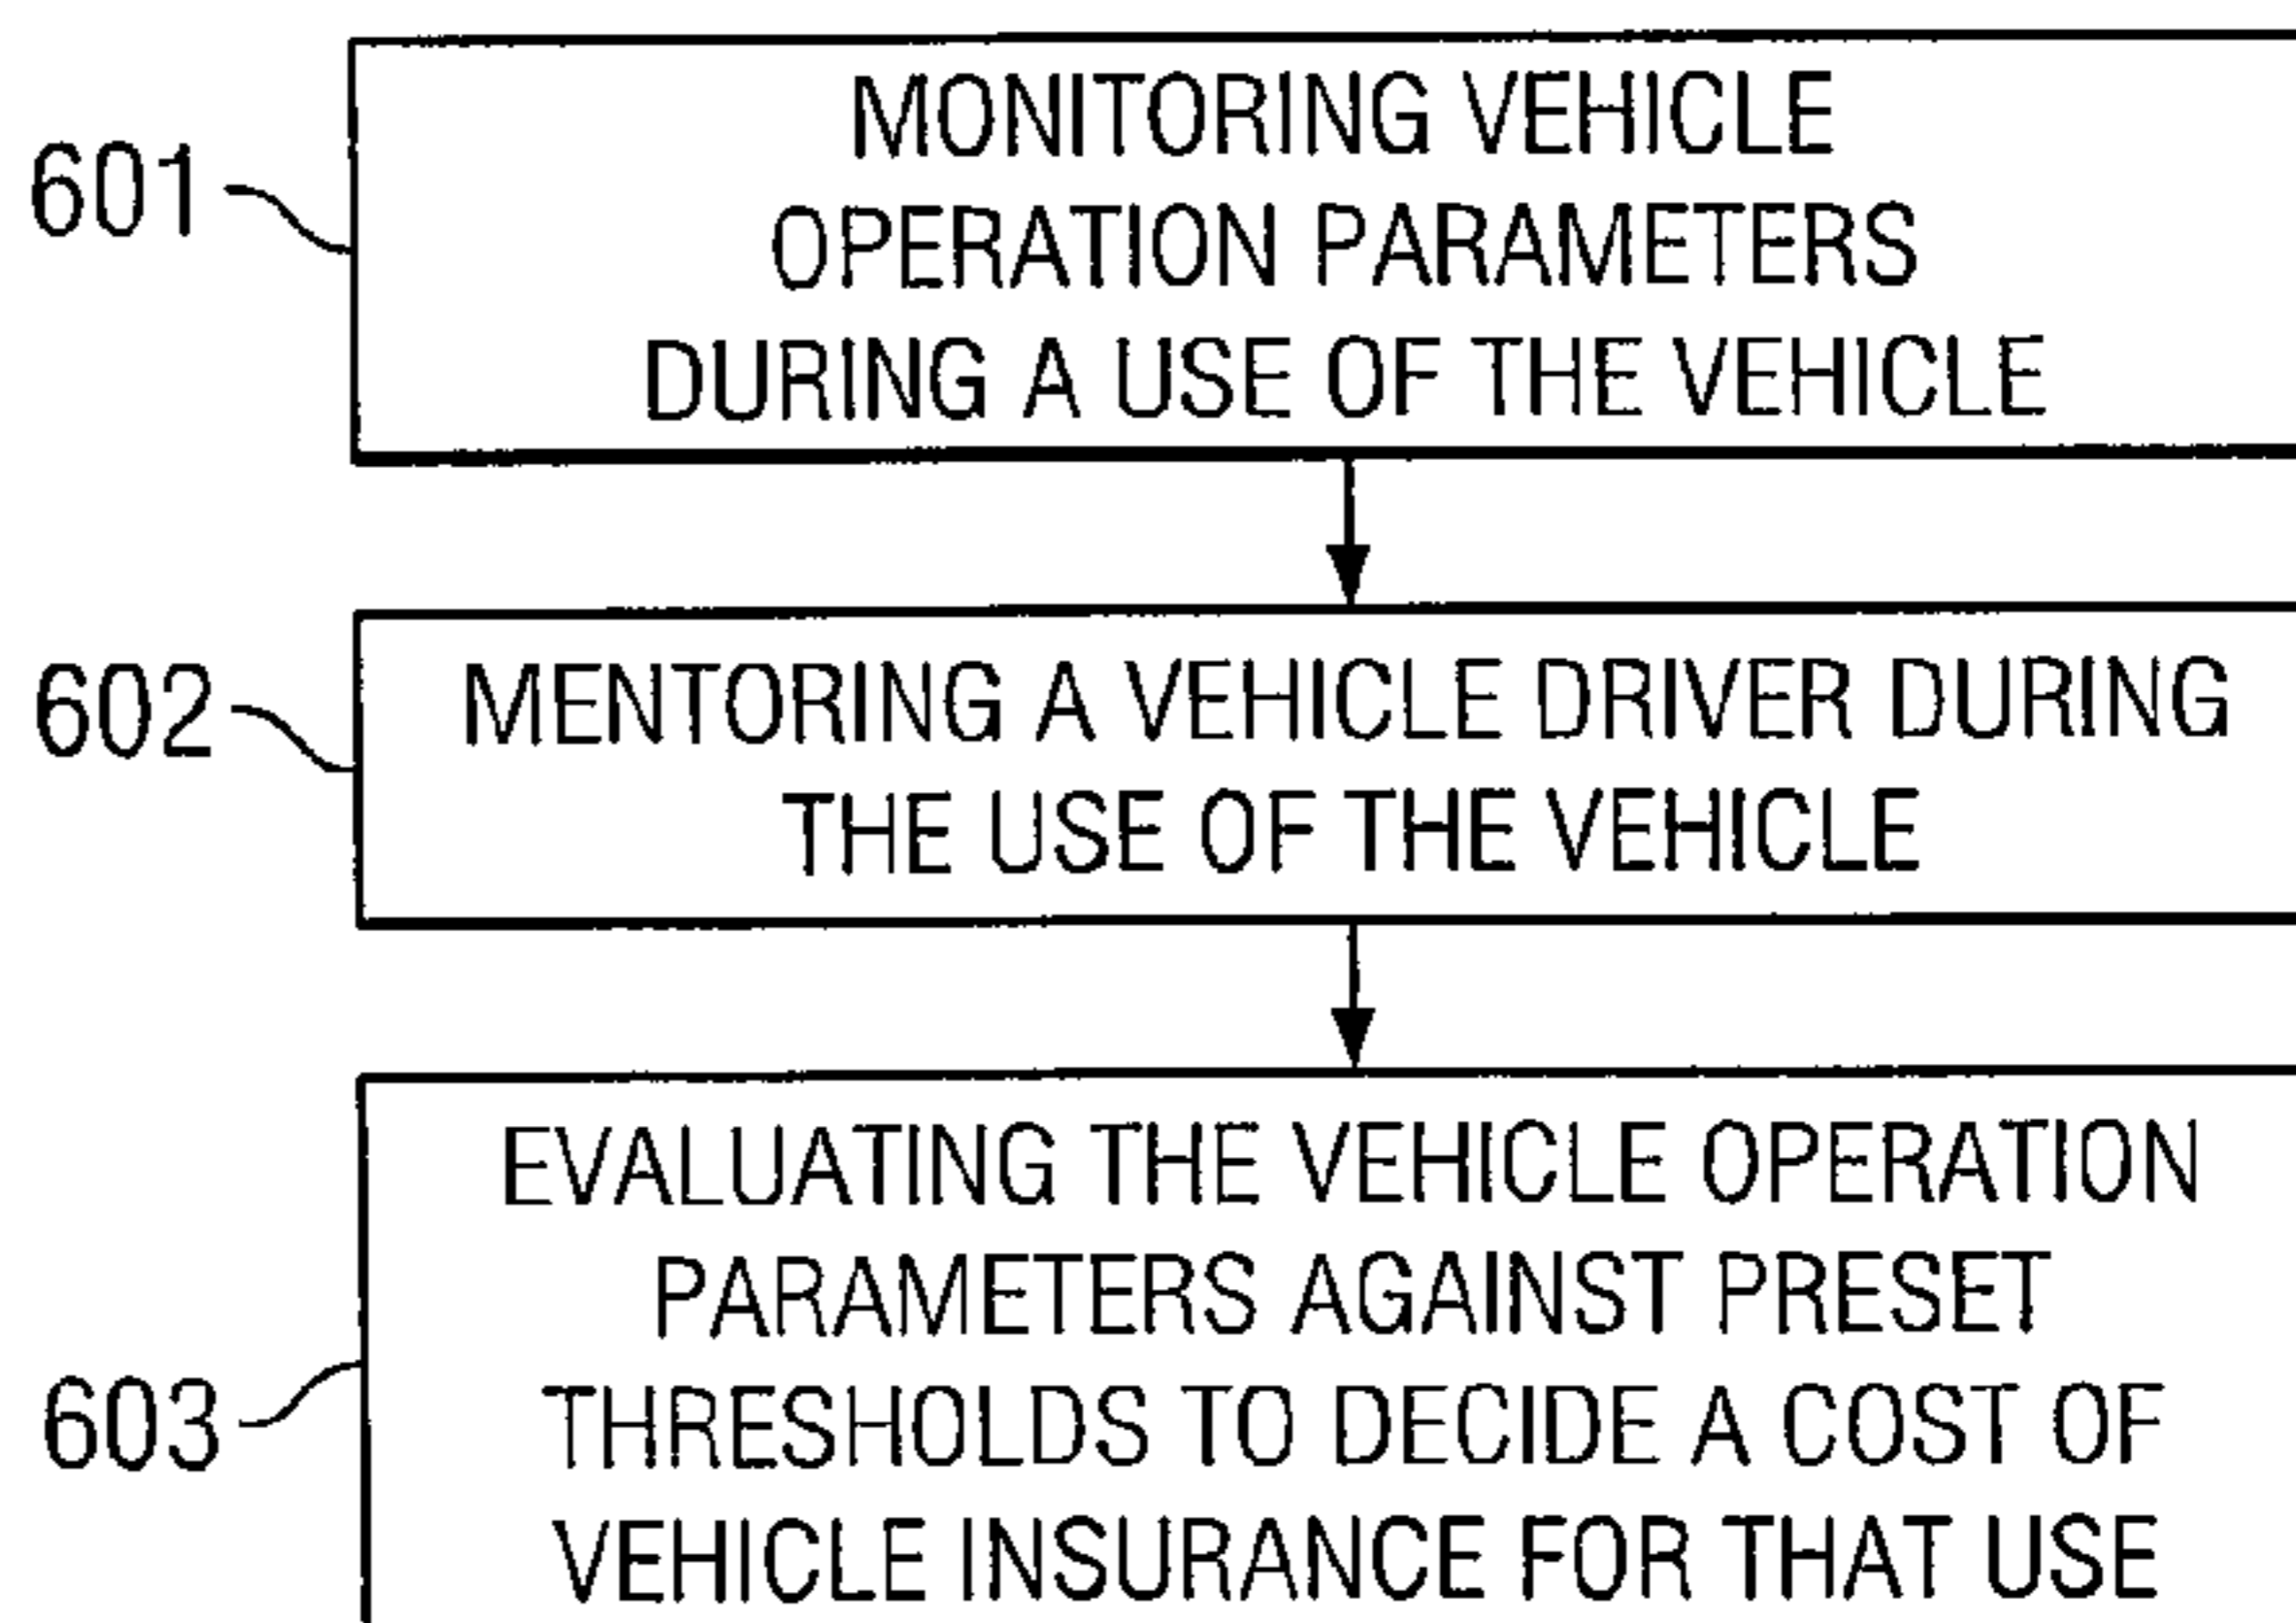 601
MONITORING VEHICLE
OPERATION PARAMETERS
DURING A USE OF THE VEHICLE
602
MENTORING A VEHICLE DRIVER DURING
THE USE OF THE VEHICLE
603
EVALUATING THE VEHICLE OPERATION
PARAMETERS AGAINST PRESET
THRESHOLDS TO DECIDE A COST OF
VEHICLE INSURANCE FOR THAT USE